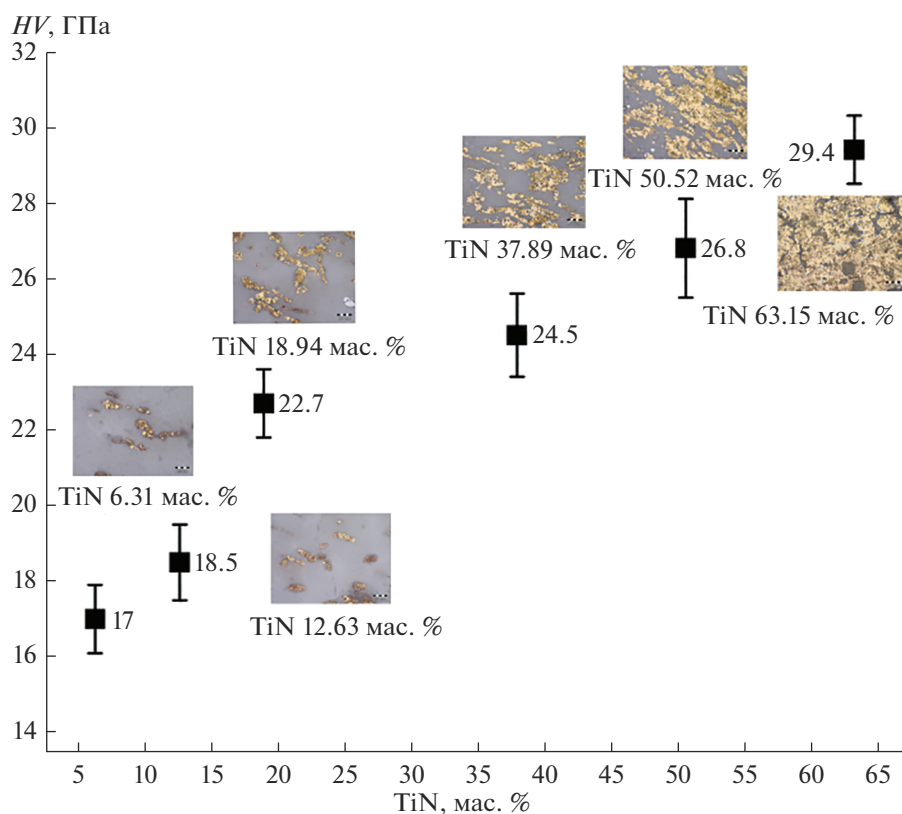 HV, ГПа
32
30
28
26
24
22
20
18
16
14
29.4
TiN 50.52 мас. %
TiN 37.89 мас. %
26.8
TiN 63.15 мас. %
TiN 18.94 мас. %
24.5
22.7
TiN 6.31 мас. %
18.5
TiN 12.63 мас. %
17
5 10 15 20 25 30 35 40 45 50 55 60 65
TiN, мас. %